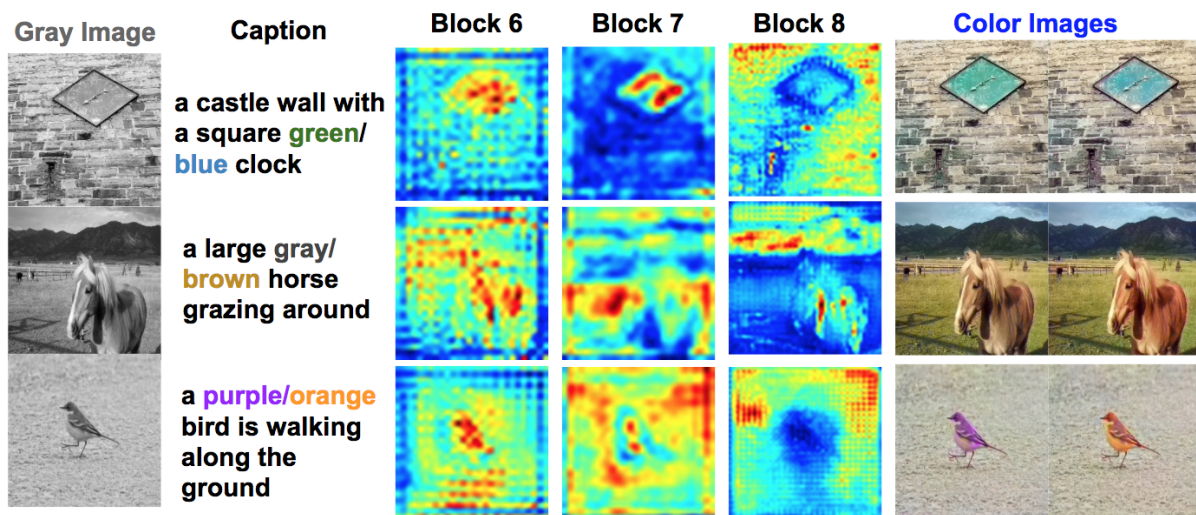 Gray Image Caption Block 6 Block 7 Block 8 Color Images
a castle wall with
a square green/
blue clock
a large gray/
brown horse
grazing around
a purple/orange
bird is walking
along the
ground